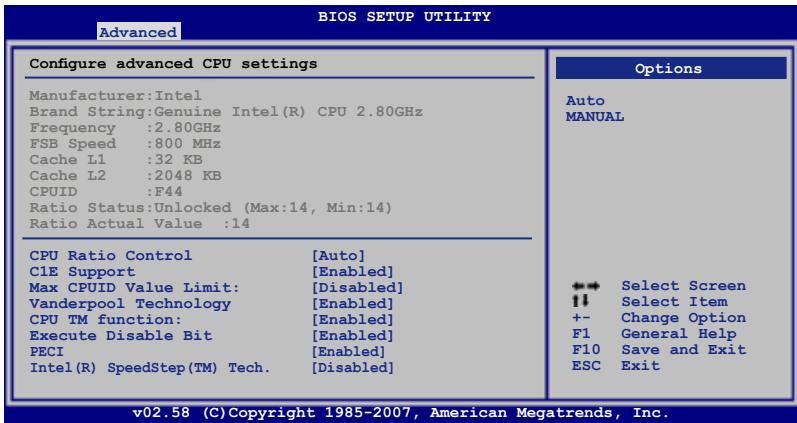 BIOS SETUP UTILITY
Advanced
Configure advanced CPU settings
Manufacturer:Intel
Brand String:Genuine Intel(R) CPU 2.80GHz
Frequency :2.80GHz
FSB Speed :800 MHz
Cache L1 :32 KB
Cache L2 :2048 KB
CPUID :F44
Ratio Status:Unlocked (Max:14, Min:14)
Ratio Actual Value :14
CPU Ratio Control [Auto]
C1E Support [Enabled]
Max CPUID Value Limit: [Disabled]
Vanderpool Technology [Enabled]
CPU TM function: [Enabled]
Execute Disable Bit [Enabled]
PECI [Enabled]
Intel(R) SpeedStep(TM) Tech. [Disabled]
Options
Auto
MANUAL
Select Screen
Select Item
+- Change Option
F1 General Help
F10 Save and Exit
ESC Exit
v02.58 (C)Copyright 1985-2007, American Megatrends, Inc.